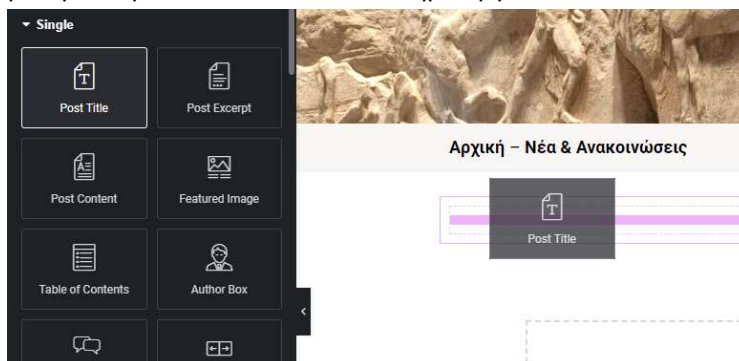 Single
Post Title
Post Excerpt
Post Content
Featured Image
Table of Contents
Author Box
Αρχική – Νέα & Ανακοινώσεις
Post Title